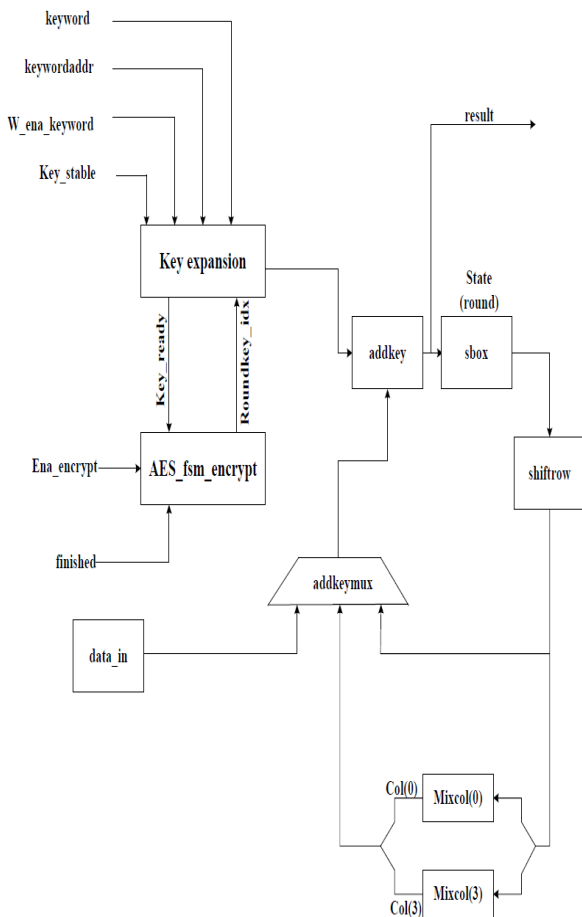 keyword
keywordaddr
W_ena_keyword
Key_stable
result
Key expansion
State
(round)
addkey
sbox
Key_ready
Roundkey_idx
Ena_encrypt
AES_fsm_encrypt
shiftrow
finished
addkeymux
data_in
Col(0)
Mixcol(0)
Mixcol(3)
Col(3)